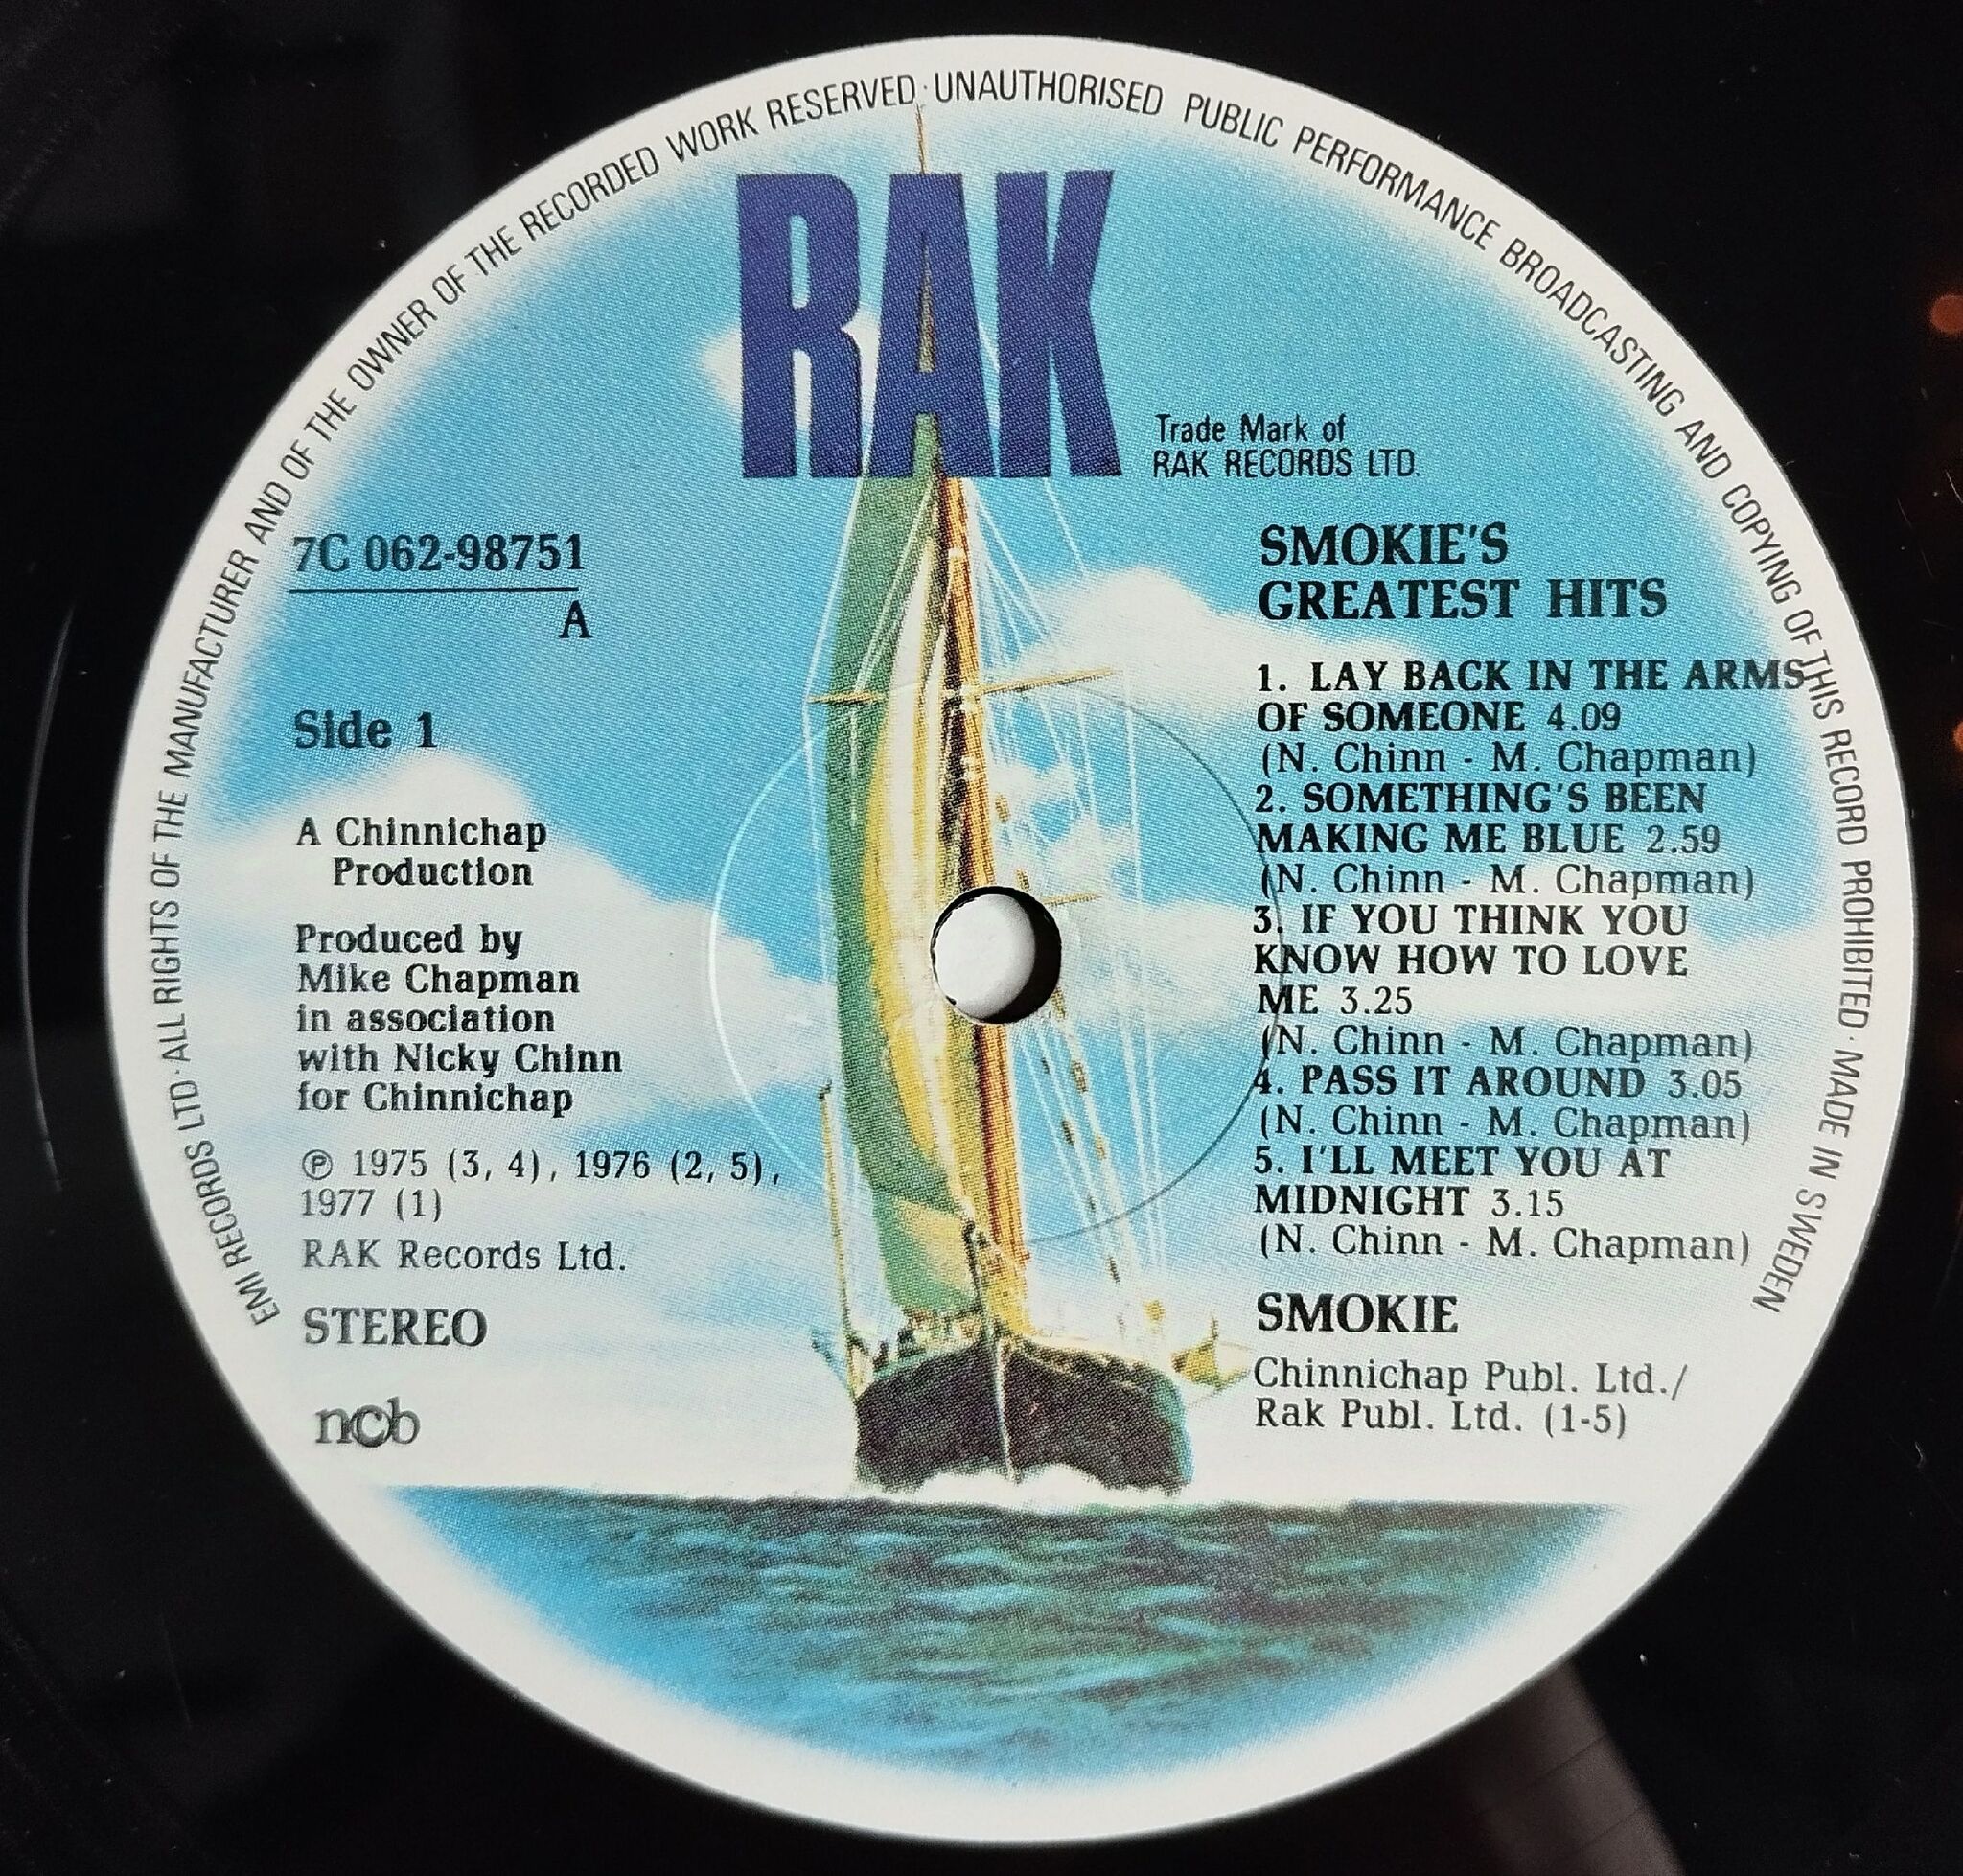 EMI RECORDS LTD · ALL RIGHTS OF THE MANUFACTURER AND OF THE OWNER OF THE RECORDED WORK RESERVED · UNAUTHORISED PUBLIC PERFORMANCE BROADCASTING AND COPYING OF THIS RECORD PROHIBITED · MADE IN SWEDEN
RAK
Trade Mark of
RAK RECORDS LTD.
7C 062-98751
A
Side 1
A Chinnichap
Production
Produced by
Mike Chapman
in association
with Nicky Chinn
for Chinnichap
℗ 1975 (3, 4), 1976 (2, 5),
1977 (1)
RAK Records Ltd.
STEREO
ncb
SMOKIE'S
GREATEST HITS
1. LAY BACK IN THE ARMS
OF SOMEONE 4.09
(N. Chinn - M. Chapman)
2. SOMETHING'S BEEN
MAKING ME BLUE 2.59
(N. Chinn - M. Chapman)
3. IF YOU THINK YOU
KNOW HOW TO LOVE
ME 3.25
(N. Chinn - M. Chapman)
4. PASS IT AROUND 3.05
(N. Chinn - M. Chapman)
5. I'LL MEET YOU AT
MIDNIGHT 3.15
(N. Chinn - M. Chapman)
SMOKIE
Chinnichap Publ. Ltd./
Rak Publ. Ltd. (1-5)